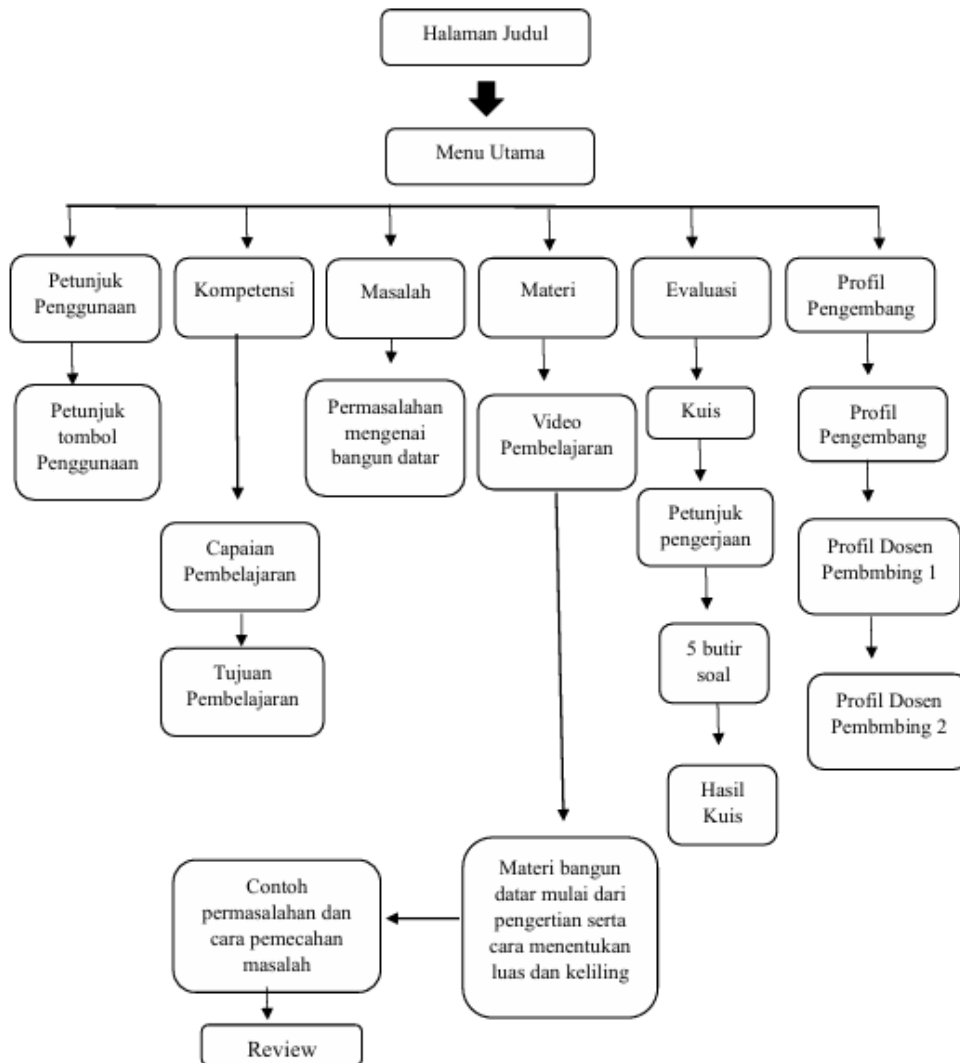 Halaman Judul
Menu Utama
Petunjuk
Penggunaan
Kompetensi
Masalah
Materi
Evaluasi
Profil
Pengembang
Petunjuk
tombol
Penggunaan
Permasalahan
mengenai
bangun datar
Video
Pembelajaran
Kuis
Profil
Pengembang
Capaian
Pembelajaran
Petunjuk
pengerjaan
Profil Dosen
Pembmbing 1
Tujuan
Pembelajaran
5 butir
soal
Profil Dosen
Pembmbing 2
Hasil
Kuis
Materi bangun
datar mulai dari
pengertian serta
cara menentukan
luas dan keliling
Contoh
permasalahan dan
cara pemecahan
masalah
Review